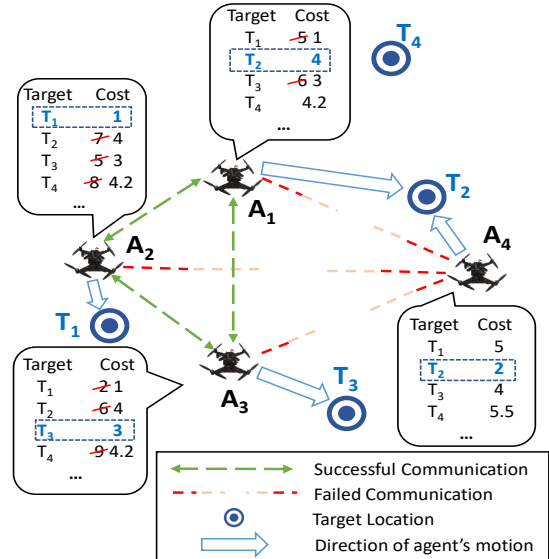 Target Cost
T1 5 1
T2 4
T3 6 3
T4 4.2
...
T4
Target Cost
T1 1
T2 7 4
T3 5 3
T4 8 4.2
...
A1
T2
A2
A4
T1
Target Cost
T1 2 1
T2 6 4
T3 3
T4 9 4.2
...
A3
T3
Target Cost
T1 5
T2 2
T3 4
T4 5.5
...
Successful Communication
Failed Communication
Target Location
Direction of agent's motion